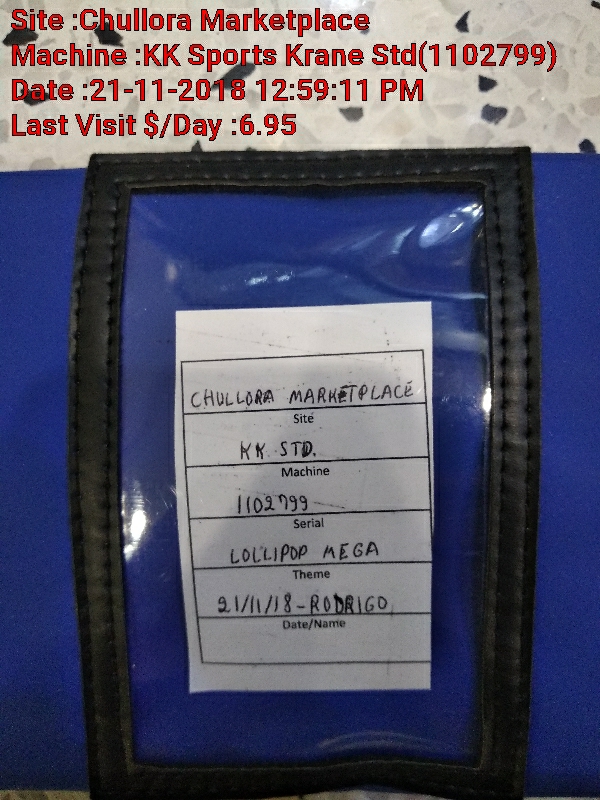 Site :Chullora Marketplace
Machine :KK Sports Krane Std(1102799)
Date :21-11-2018 12:59:11 PM
Last Visit $/Day :6.95
CHULLORA MARKETPLACE
Site
KK STD.
Machine
1102799
Serial
LOLLIPOP MEGA
Theme
21/11/18-RODRIGO
Date/Name